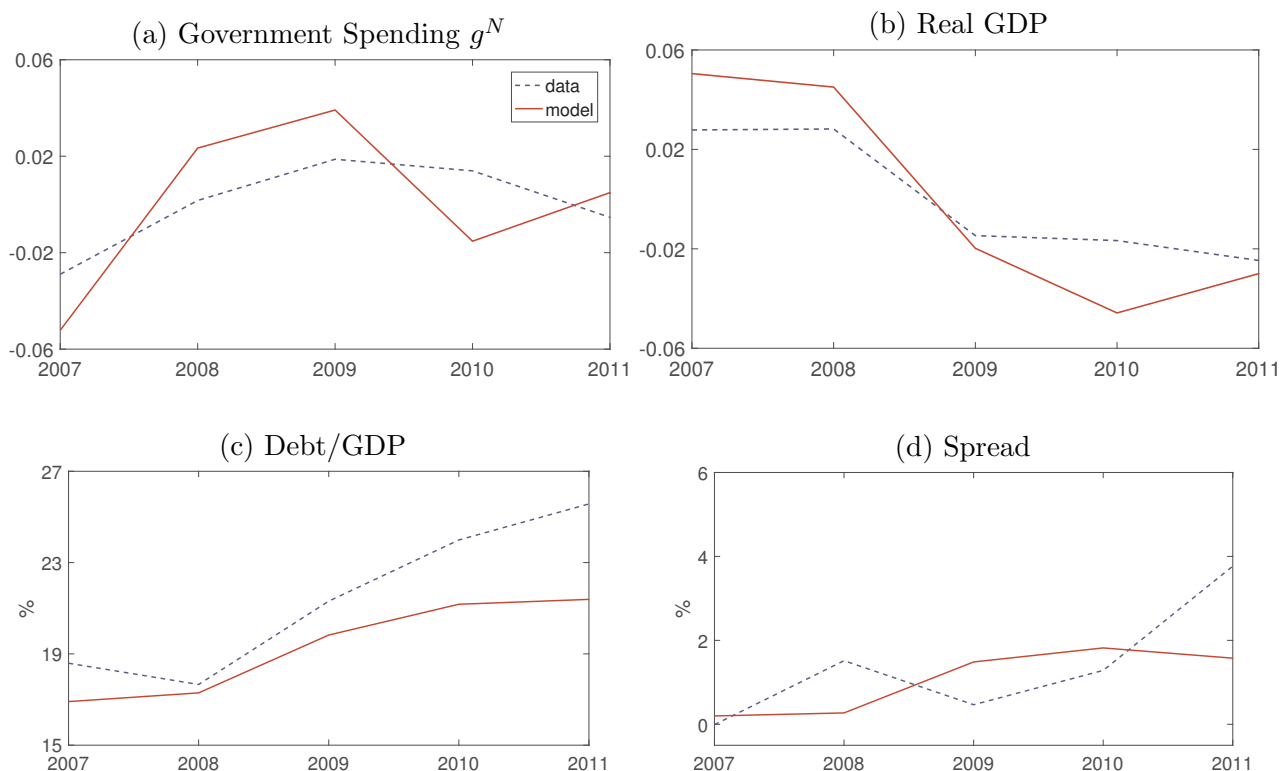 (a) Government Spending g^N
0.06
0.02
-0.02
-0.06
2007 2008 2009 2010 2011
data
model
(b) Real GDP
0.06
0.02
-0.02
-0.06
2007 2008 2009 2010 2011
(c) Debt/GDP
%
27
23
19
15
2007 2008 2009 2010 2011
(d) Spread
%
6
4
2
0
2007 2008 2009 2010 2011